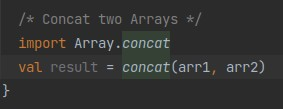 /* Concat two Arrays */
import Array.concat
val result = concat(arr1, arr2)
}